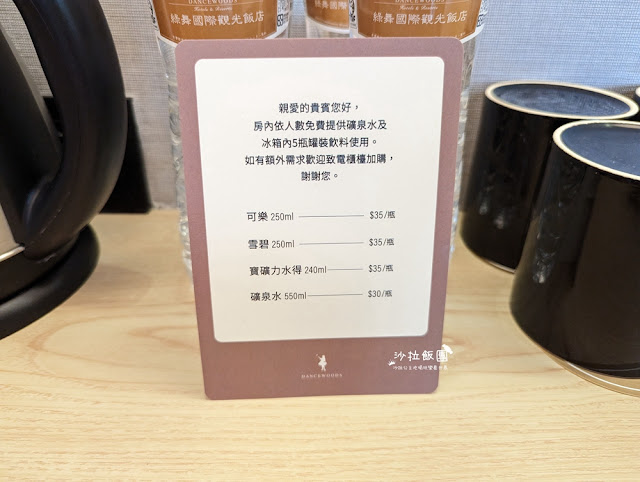 DANCEWOODS
Hotels & Resorts
綠舞國際觀光飯店
DANCEWOODS
綠舞國際觀光飯店
親愛的貴賓您好，
房內依人數免費提供礦泉水及
冰箱內5瓶罐裝飲料使用。
如有額外需求歡迎致電櫃檯加購，
謝謝您。
可樂 250ml $35/瓶
雪碧 250ml $35/瓶
寶礦力水得 240ml $35/瓶
礦泉水 550ml $30/瓶
DANCEWOODS
沙拉飯團